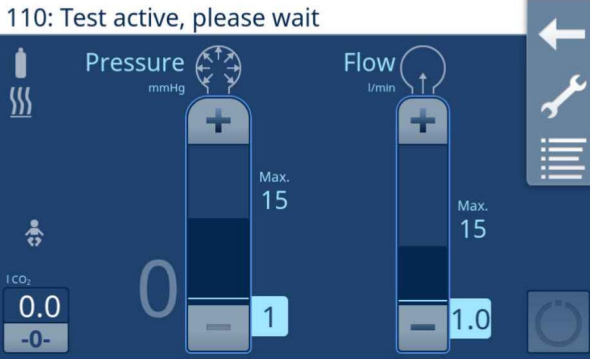 110: Test active, please wait
Pressure
mmHg
Flow
l/min
+
+
Max.
15
Max.
15
0
1
1.0
−
−
l CO₂
0.0
-0-